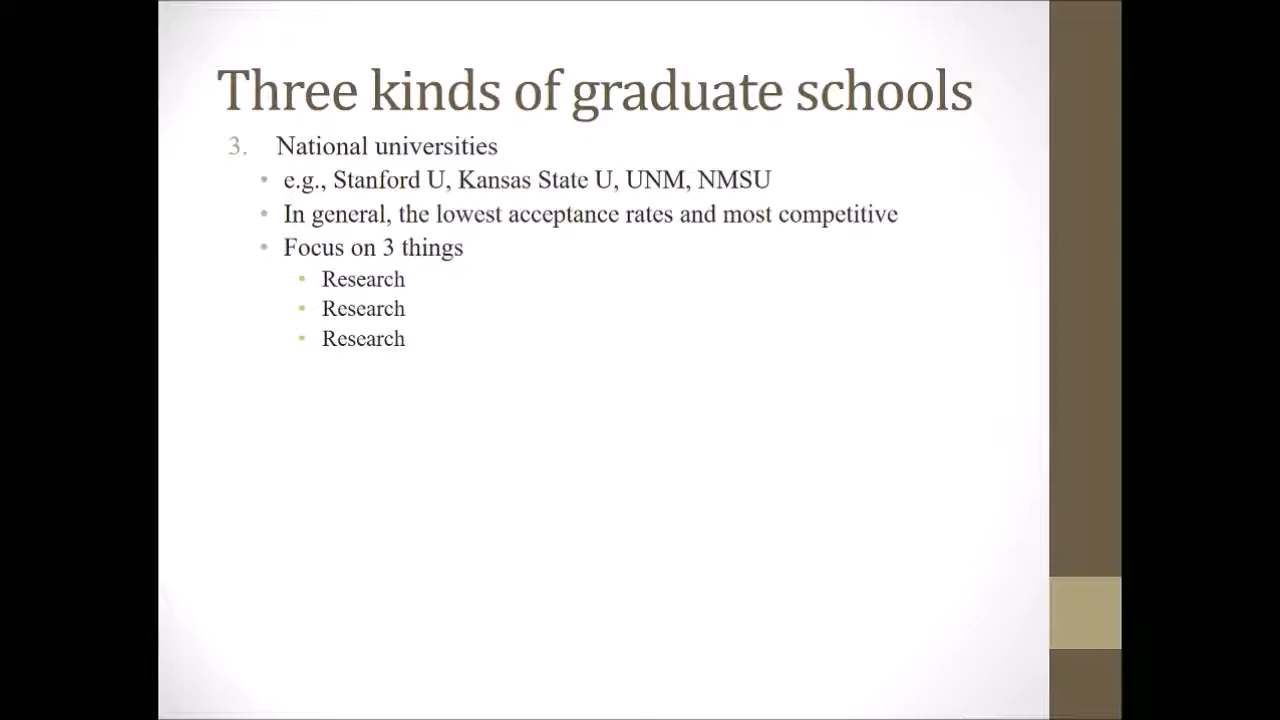 Three kinds of graduate schools
3. National universities
• e.g., Stanford U, Kansas State U, UNM, NMSU
• In general, the lowest acceptance rates and most competitive
• Focus on 3 things
• Research
• Research
• Research